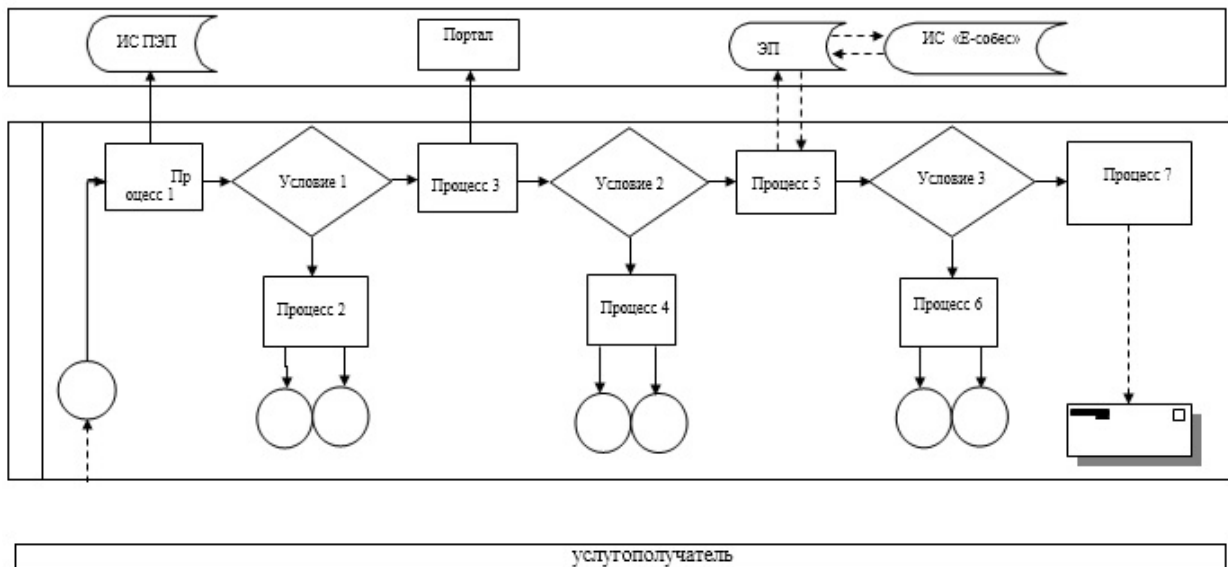 ИС ПЭП
Портал
ЭП
ИС «Е-собес»
Пр
оцесс 1
Условие 1
Процесс 3
Условие 2
Процесс 5
Условие 3
Процесс 7
Процесс 2
Процесс 4
Процесс 6
услугополучатель